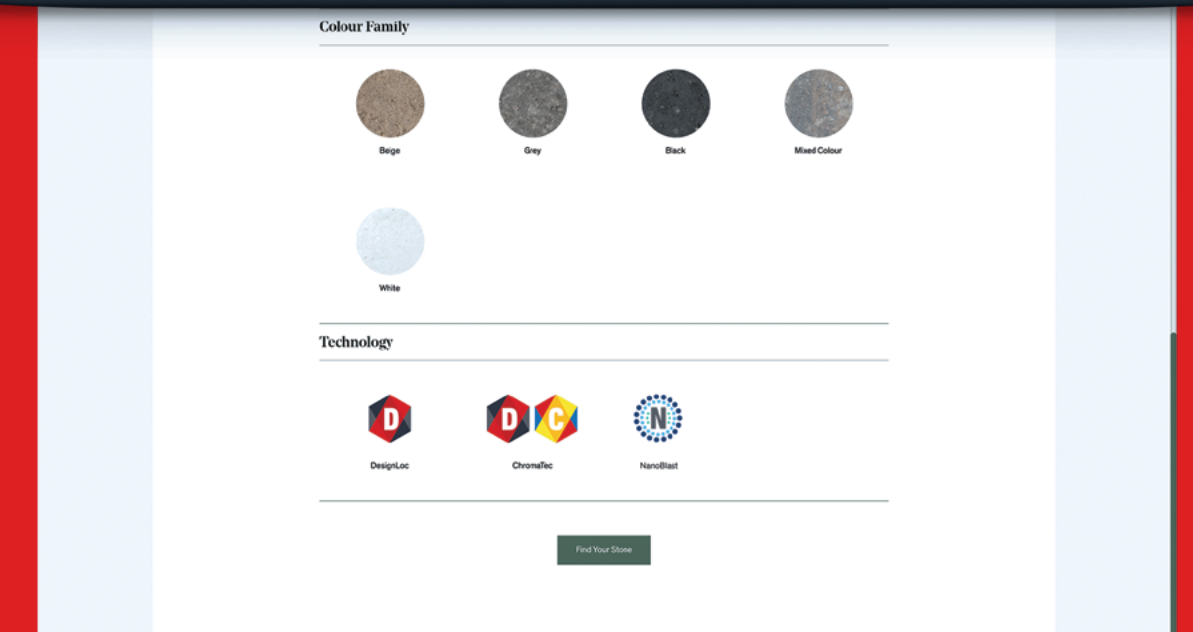 Colour Family
Beige
Grey
Black
Mixed Colour
White
Technology
D
D C
N
DesignLoc
ChromaTec
NanoBlast
Find Your Stone